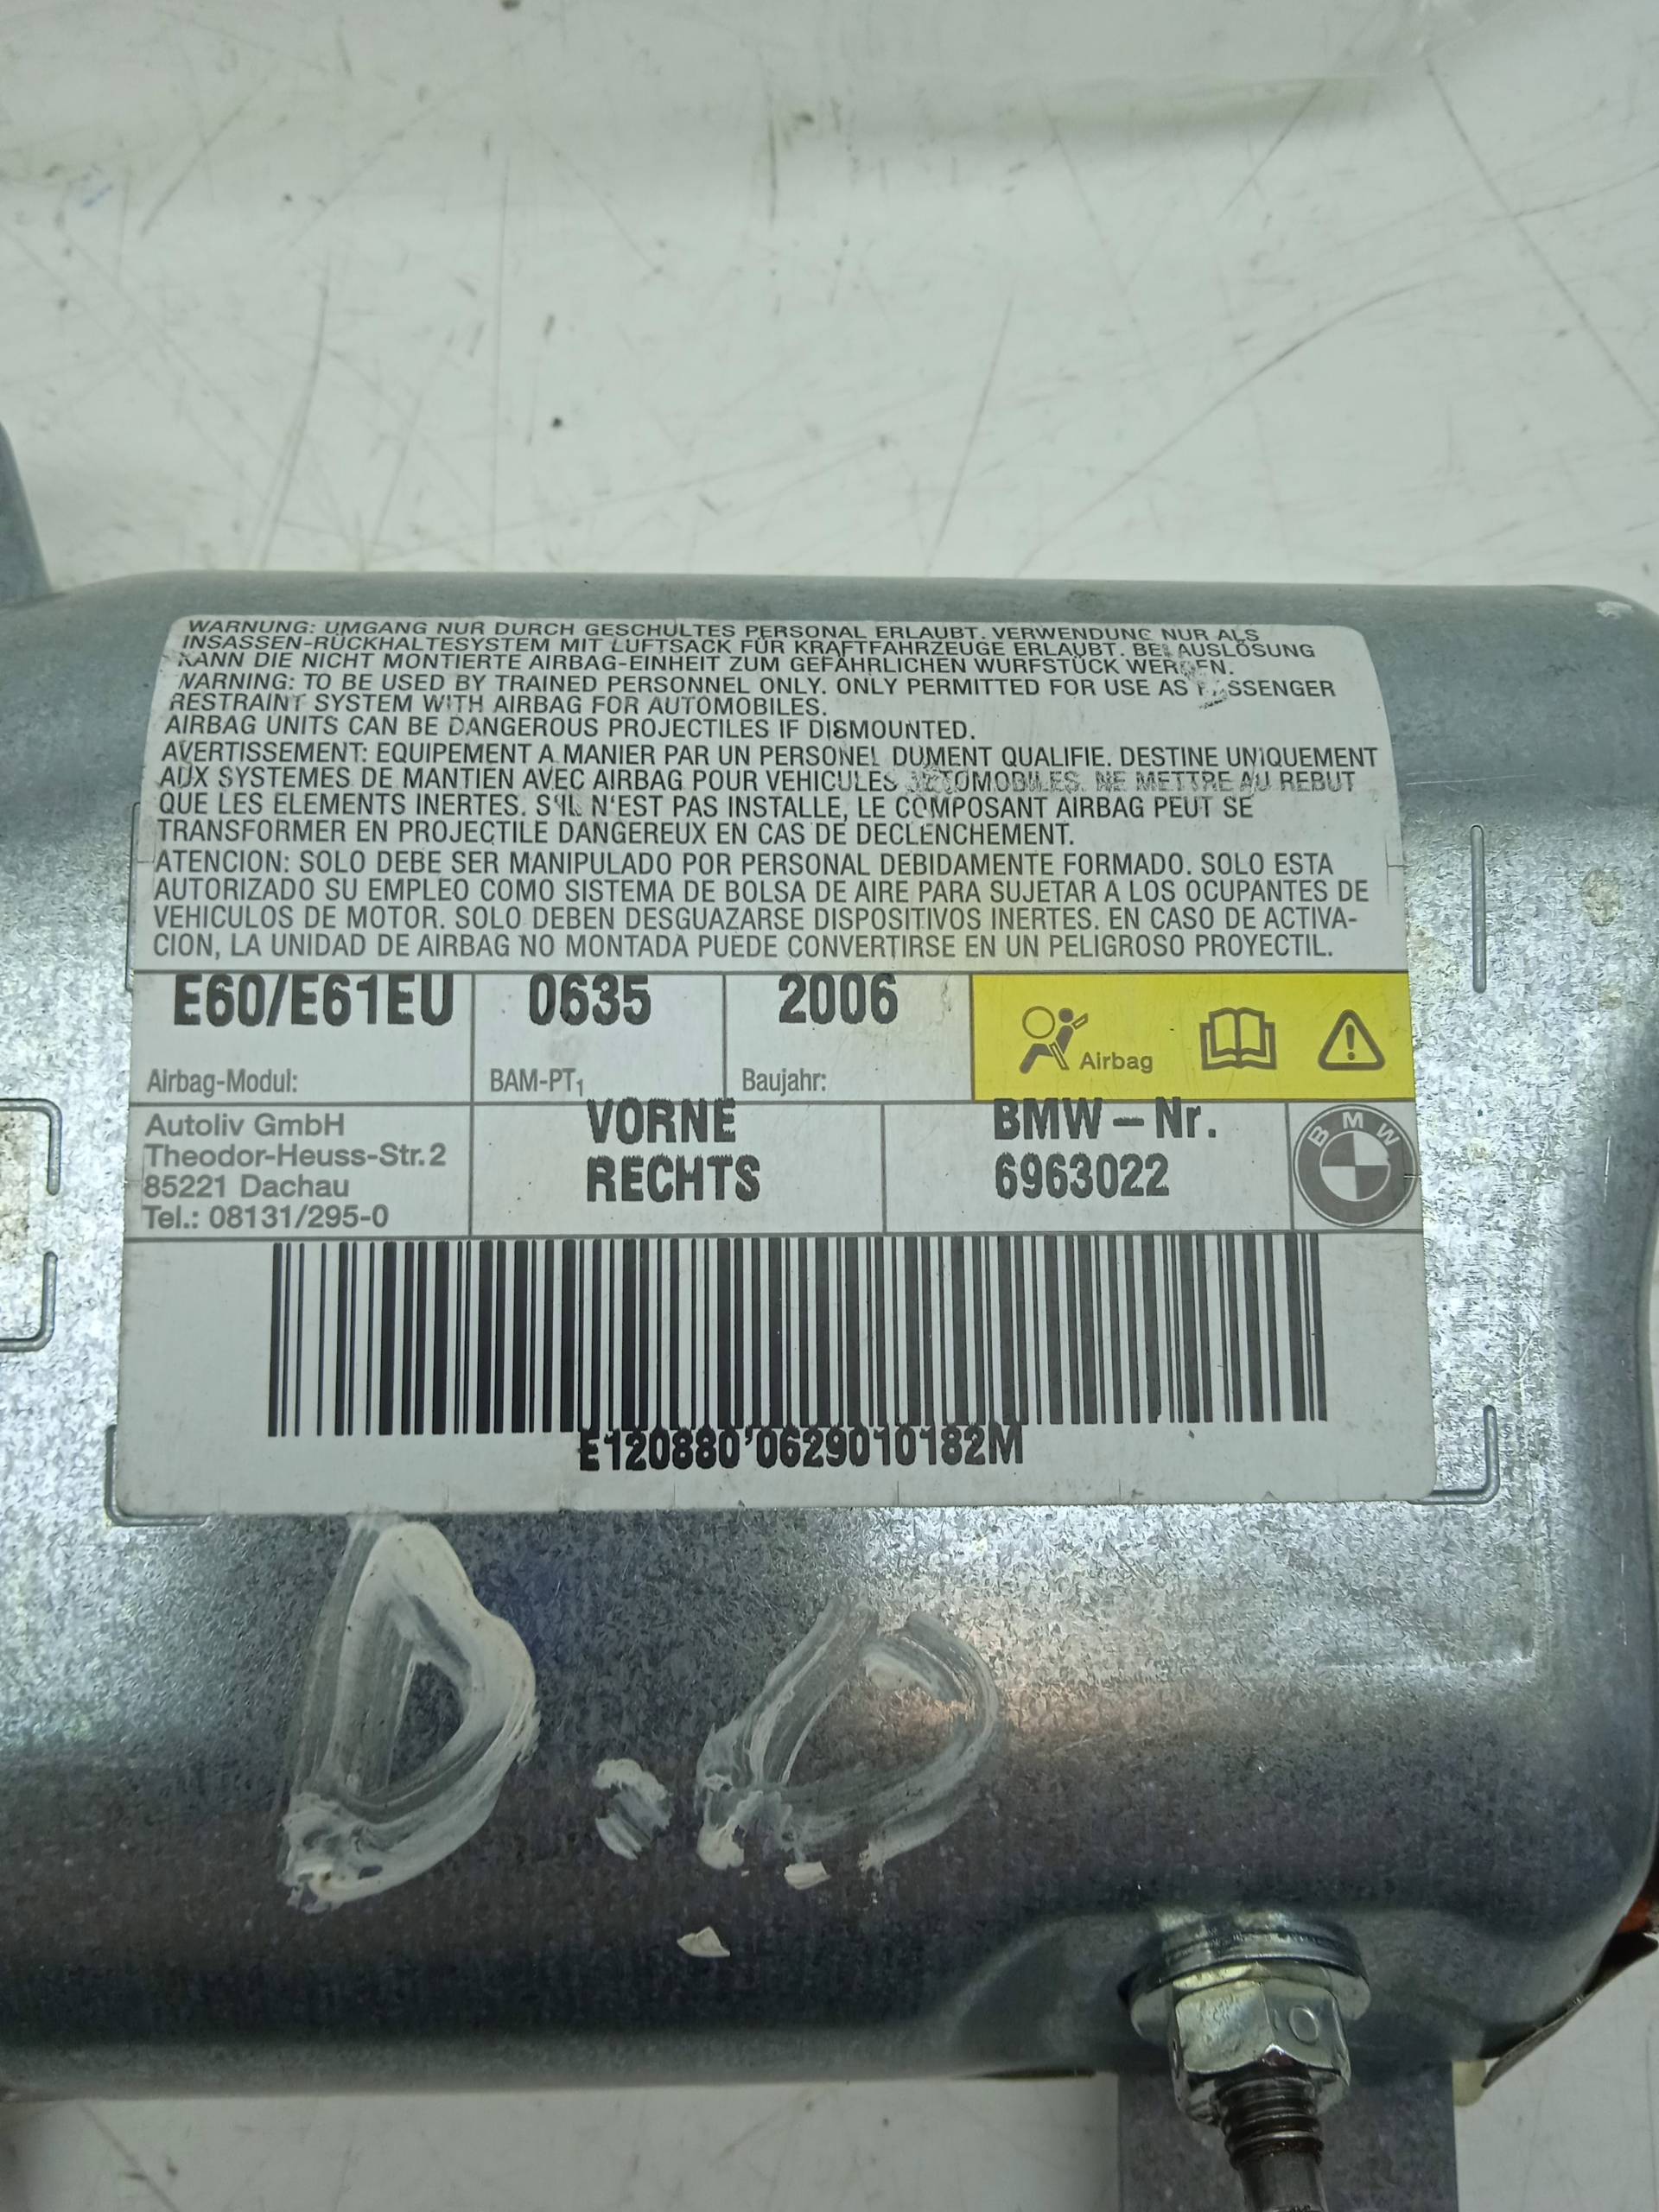 WARNUNG: UMGANG NUR DURCH GESCHULTES PERSONAL ERLAUBT. VERWENDUNG NUR ALS
INSASSEN-RÜCKHALTESYSTEM MIT LUFTSACK FÜR KRAFTFAHRZEUGE ERLAUBT. BEI AUSLÖSUNG
KANN DIE NICHT MONTIERTE AIRBAG-EINHEIT ZUM GEFÄHRLICHEN WURFSTÜCK WERDEN.
WARNING: TO BE USED BY TRAINED PERSONNEL ONLY. ONLY PERMITTED FOR USE AS PASSENGER
RESTRAINT SYSTEM WITH AIRBAG FOR AUTOMOBILES.
AIRBAG UNITS CAN BE DANGEROUS PROJECTILES IF DISMOUNTED.
AVERTISSEMENT: EQUIPEMENT A MANIER PAR UN PERSONEL DUMENT QUALIFIE. DESTINE UNIQUEMENT
AUX SYSTEMES DE MANTIEN AVEC AIRBAG POUR VEHICULES AUTOMOBILES. NE METTRE AU REBUT
QUE LES ELEMENTS INERTES. S'IL N'EST PAS INSTALLE, LE COMPOSANT AIRBAG PEUT SE
TRANSFORMER EN PROJECTILE DANGEREUX EN CAS DE DECLENCHEMENT.
ATENCION: SOLO DEBE SER MANIPULADO POR PERSONAL DEBIDAMENTE FORMADO. SOLO ESTA
AUTORIZADO SU EMPLEO COMO SISTEMA DE BOLSA DE AIRE PARA SUJETAR A LOS OCUPANTES DE
VEHICULOS DE MOTOR. SOLO DEBEN DESGUAZARSE DISPOSITIVOS INERTES. EN CASO DE ACTIVA-
CION, LA UNIDAD DE AIRBAG NO MONTADA PUEDE CONVERTIRSE EN UN PELIGROSO PROYECTIL.
E60/E61EU 0635 2006
Airbag
Airbag-Modul: BAM-PT1 Baujahr:
Autoliv GmbH
Theodor-Heuss-Str. 2
85221 Dachau
Tel.: 08131/295-0
VORNE
RECHTS
BMW-Nr.
6963022
BMW
E120880'0629010182M
D.D
10